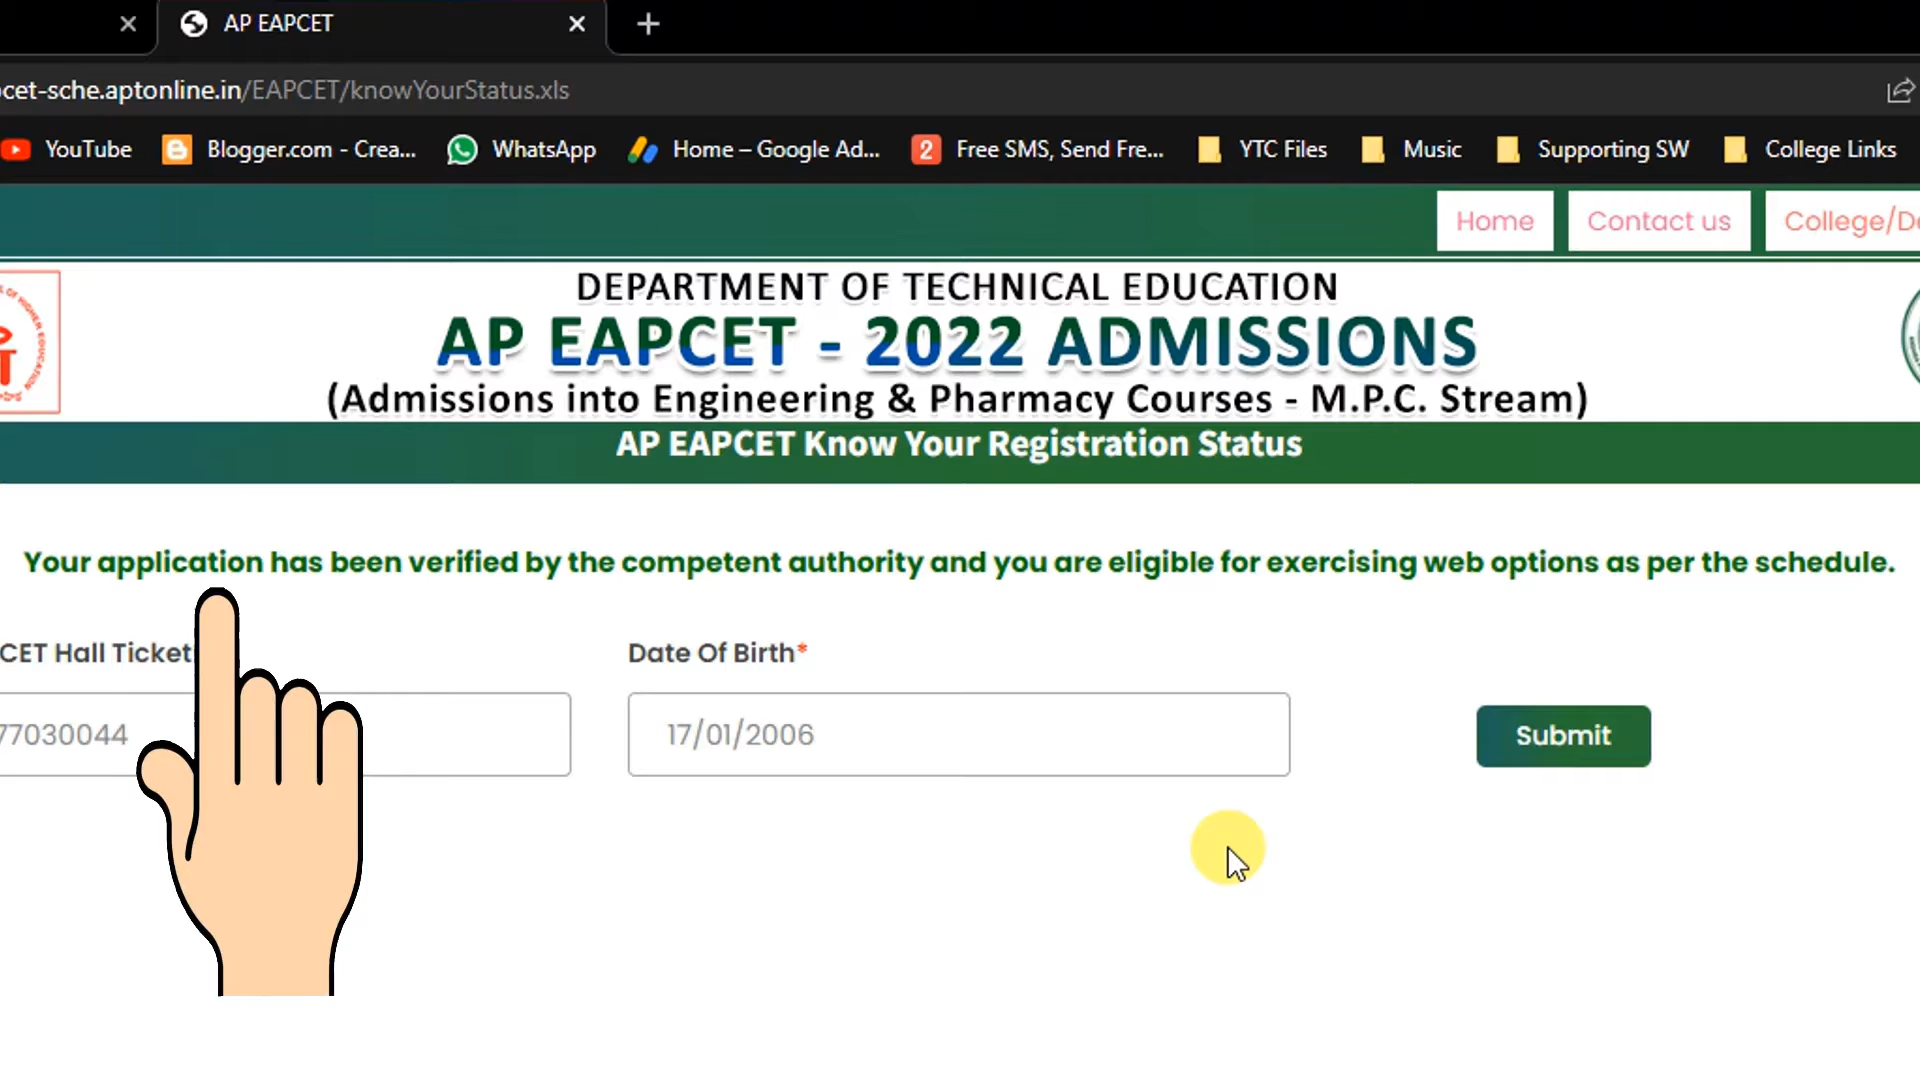 AP EAPCET
cet-sche.aptonline.in/EAPCET/knowYourStatus.xls
YouTube Blogger.com - Crea... WhatsApp Home – Google Ad... 2 Free SMS, Send Fre... YTC Files Music Supporting SW College Links
Home Contact us College/De
DEPARTMENT OF TECHNICAL EDUCATION
AP EAPCET - 2022 ADMISSIONS
(Admissions into Engineering & Pharmacy Courses - M.P.C. Stream)
AP EAPCET Know Your Registration Status
Your application has been verified by the competent authority and you are eligible for exercising web options as per the schedule.
CET Hall Ticket Date Of Birth*
77030044 17/01/2006 Submit